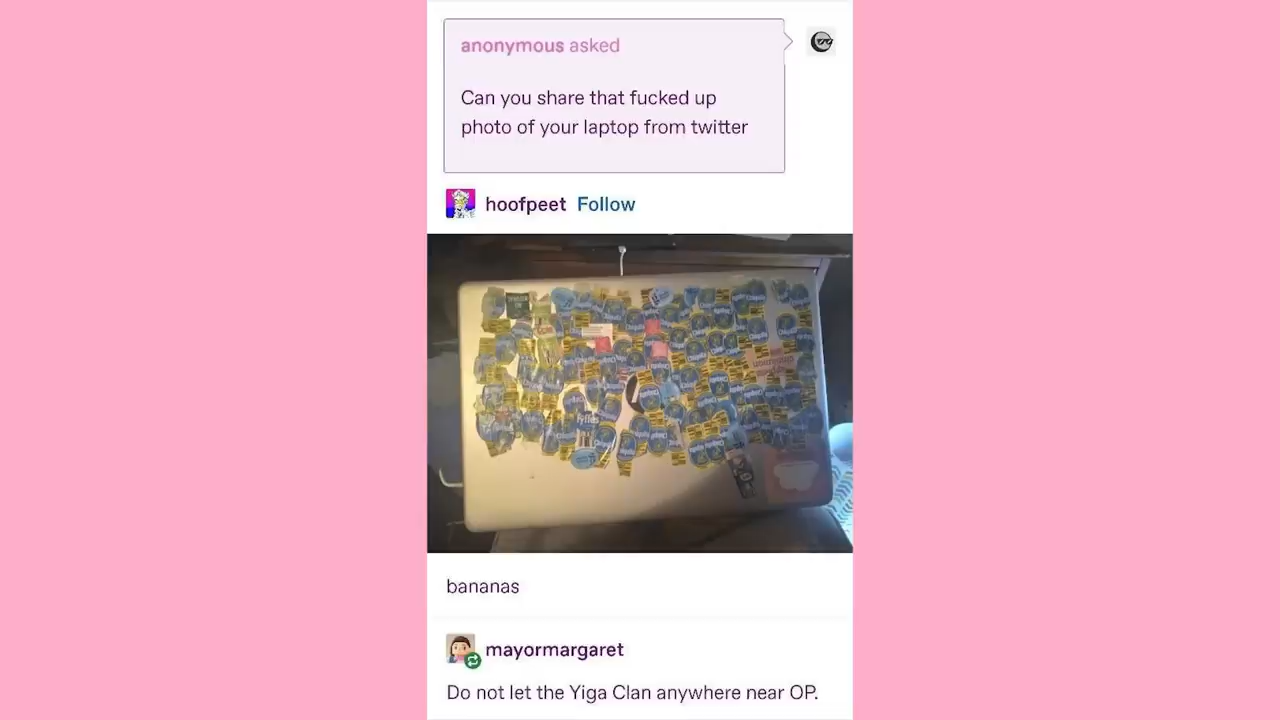 anonymous asked
Can you share that fucked up
photo of your laptop from twitter
hoofpeet Follow
Fyffes
bananas
mayormargaret
Do not let the Yiga Clan anywhere near OP.